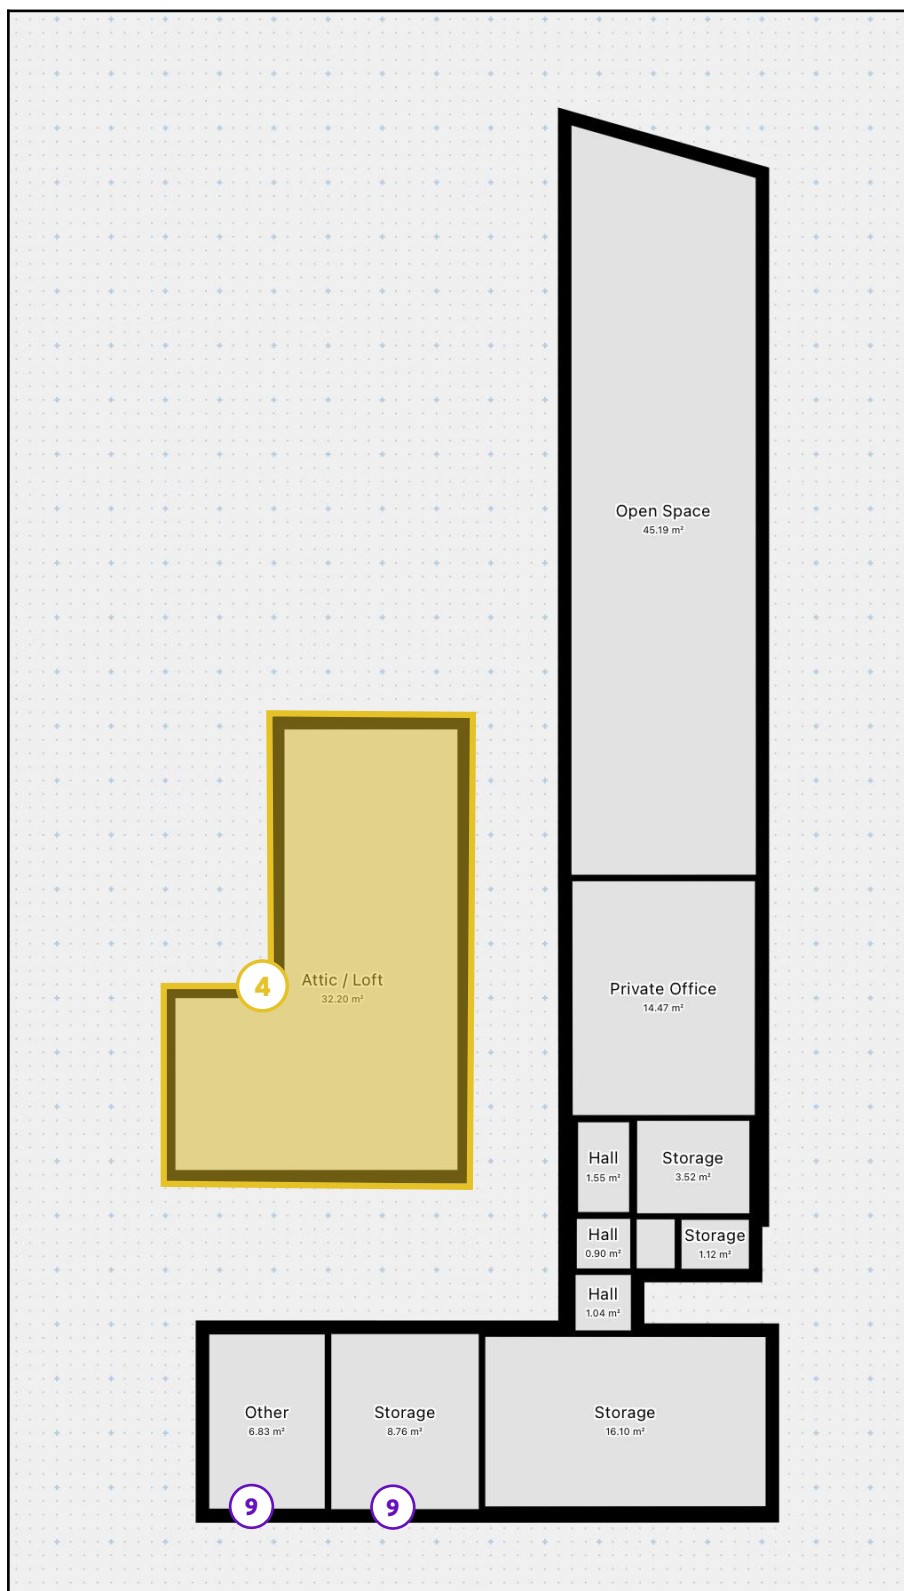 Open Space
45.19 m²
Private Office
14.47 m²
4
Attic / Loft
32.20 m²
Hall
1.55 m²
Storage
3.52 m²
Hall
0.90 m²
Storage
1.12 m²
Hall
1.04 m²
Other
6.83 m²
Storage
8.76 m²
Storage
16.10 m²
9
9